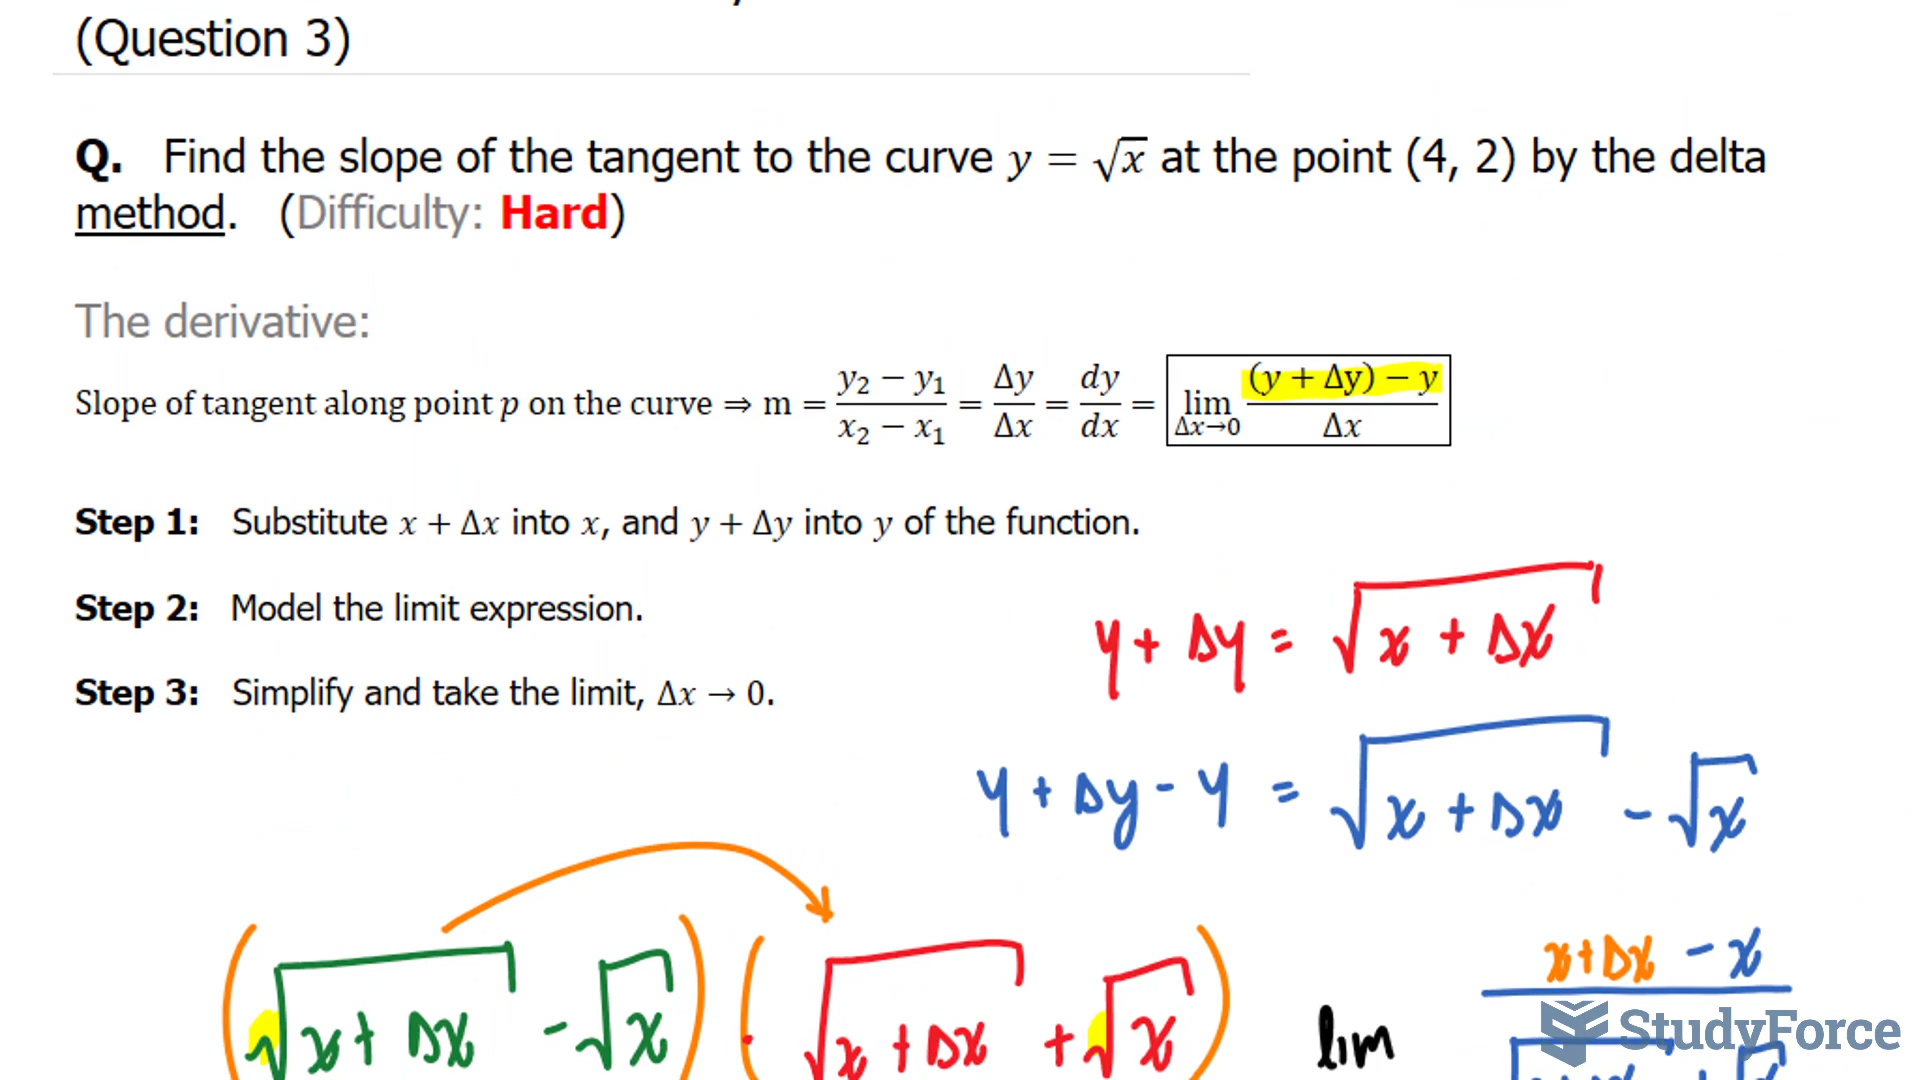 (Question 3)
Q. Find the slope of the tangent to the curve y = √x at the point (4, 2) by the delta
method. (Difficulty: Hard)
The derivative:
Slope of tangent along point p on the curve ⇒ m = (y₂ − y₁)/(x₂ − x₁) = Δy/Δx = dy/dx = lim Δx→0 ((y + Δy) − y)/Δx
Step 1: Substitute x + Δx into x, and y + Δy into y of the function.
Step 2: Model the limit expression.
Step 3: Simplify and take the limit, Δx → 0.
y + Δy = √(x + Δx)
y + Δy - y = √(x + Δx) - √x
(√(x + Δx) - √x) · (√(x + Δx) + √x)
lim
x + Δx - x
StudyForce